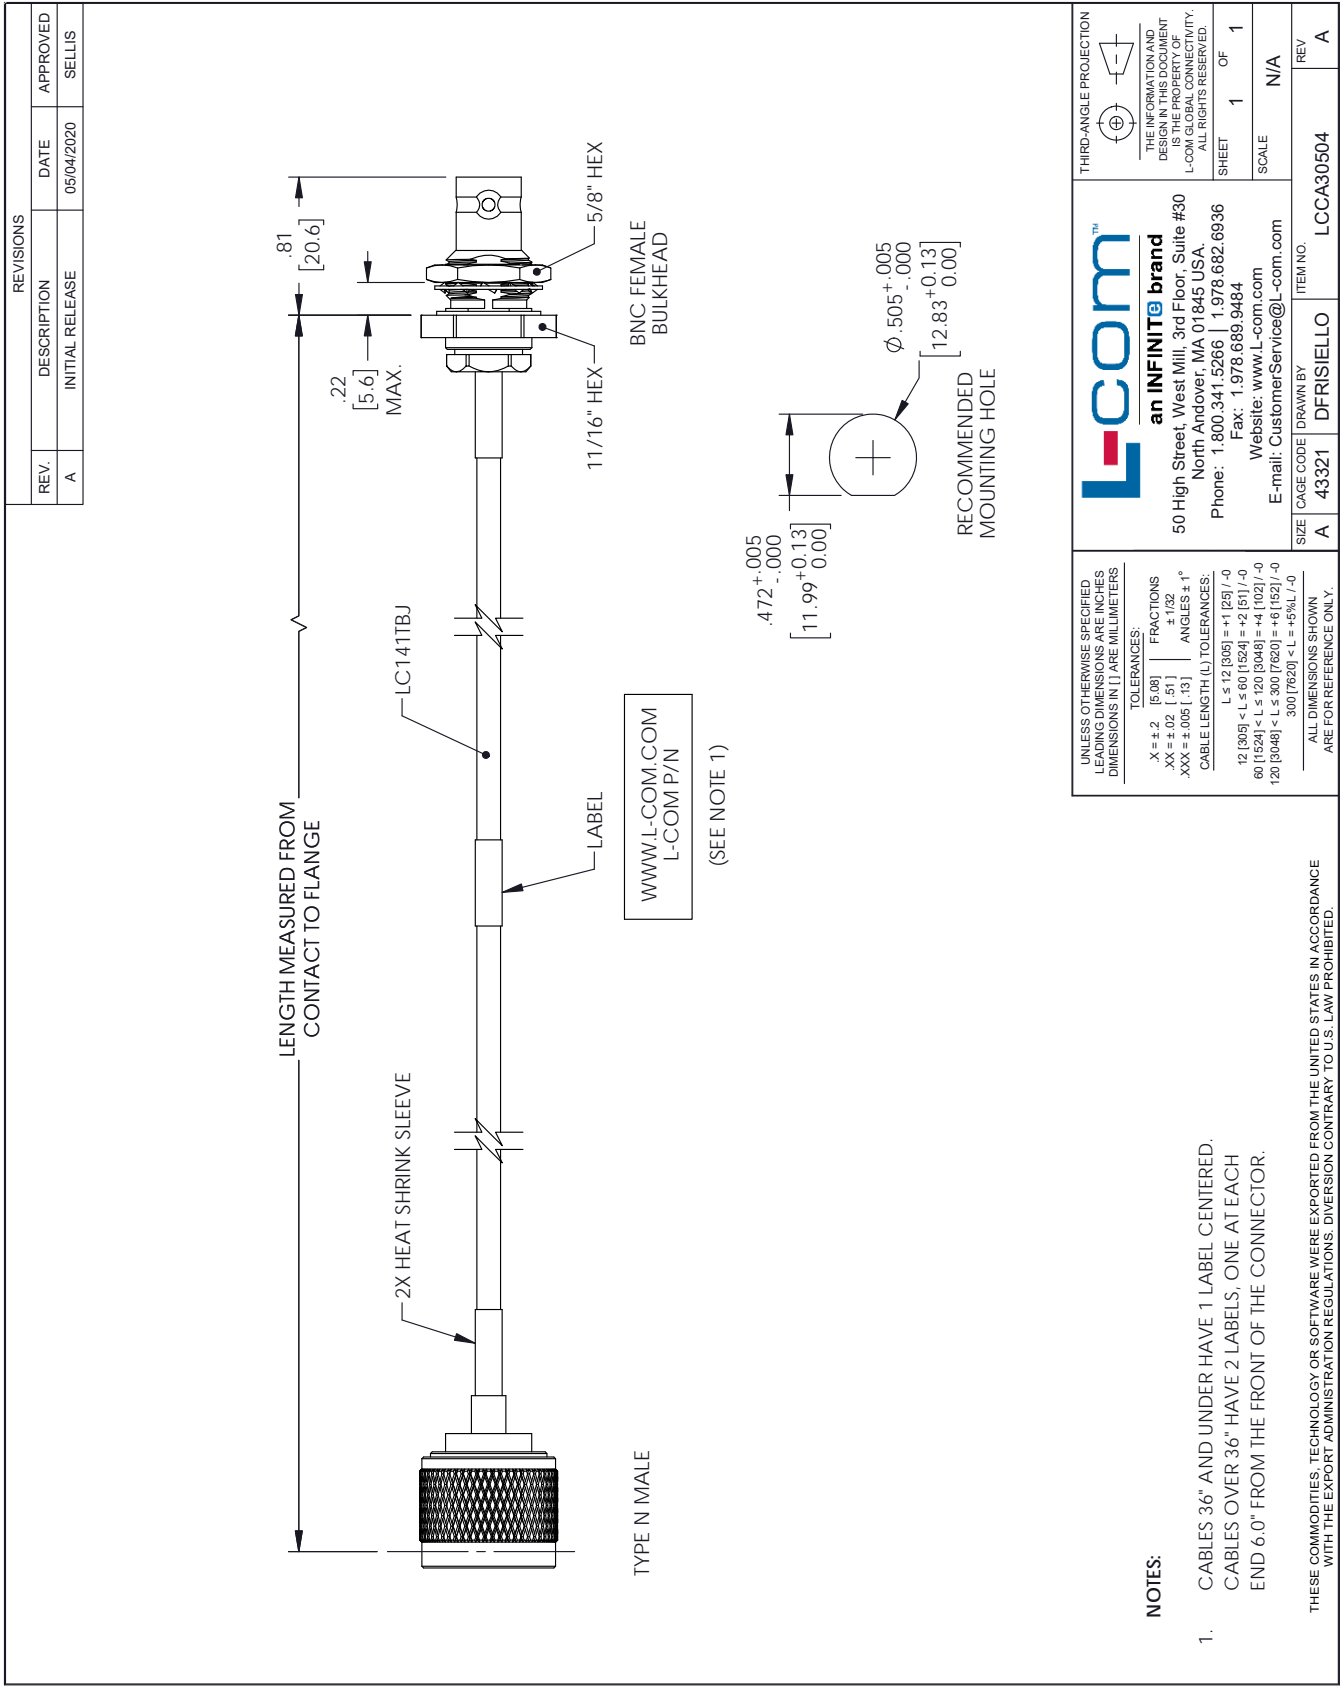 REVISIONS
REV. DESCRIPTION DATE APPROVED
A INITIAL RELEASE 05/04/2020 SELLIS
LENGTH MEASURED FROM
CONTACT TO FLANGE
.81
[20.6]
.22
[5.6]
MAX.
2X HEAT SHRINK SLEEVE
LC141TBJ
LABEL
11/16" HEX
5/8" HEX
TYPE N MALE
BNC FEMALE
BULKHEAD
WWW.L-COM.COM
L-COM P/N
(SEE NOTE 1)
.472 +.005
-.000
[11.99 +0.13
0.00]
Ø .505 +.005
-.000
[12.83 +0.13
0.00]
RECOMMENDED
MOUNTING HOLE
NOTES:
1. CABLES 36" AND UNDER HAVE 1 LABEL CENTERED.
CABLES OVER 36" HAVE 2 LABELS, ONE AT EACH
END 6.0" FROM THE FRONT OF THE CONNECTOR.
THESE COMMODITIES, TECHNOLOGY OR SOFTWARE WERE EXPORTED FROM THE UNITED STATES IN ACCORDANCE
WITH THE EXPORT ADMINISTRATION REGULATIONS. DIVERSION CONTRARY TO U.S. LAW PROHIBITED.
UNLESS OTHERWISE SPECIFIED
LEADING DIMENSIONS ARE INCHES
DIMENSIONS IN [ ] ARE MILLIMETERS
TOLERANCES:
.X = ±.2 [5.08] FRACTIONS
.XX = ±.02 [.51] ± 1/32
.XXX = ±.005 [.13] ANGLES ± 1°
CABLE LENGTH (L) TOLERANCES:
L ≤ 12 [305] = +1 [25] / -0
12 [305] < L ≤ 60 [1524] = +2 [51] / -0
60 [1524] < L ≤ 120 [3048] = +4 [102] / -0
120 [3048] < L ≤ 300 [7620] = +6 [152] / -0
300 [7620] < L = +5%L / -0
ALL DIMENSIONS SHOWN
ARE FOR REFERENCE ONLY.
L-com™
an INFINIT@ brand
50 High Street, West Mill, 3rd Floor, Suite #30
North Andover, MA 01845 USA.
Phone: 1.800.341.5266 | 1.978.682.6936
Fax: 1.978.689.9484
Website: www.L-com.com
E-mail: CustomerService@L-com.com
THIRD-ANGLE PROJECTION
THE INFORMATION AND
DESIGN IN THIS DOCUMENT
IS THE PROPERTY OF
L-COM GLOBAL CONNECTIVITY.
ALL RIGHTS RESERVED.
SHEET 1 OF 1
SCALE N/A
SIZE A
CAGE CODE 43321
DRAWN BY DFRISIELLO
ITEM NO. LCCA30504
REV A